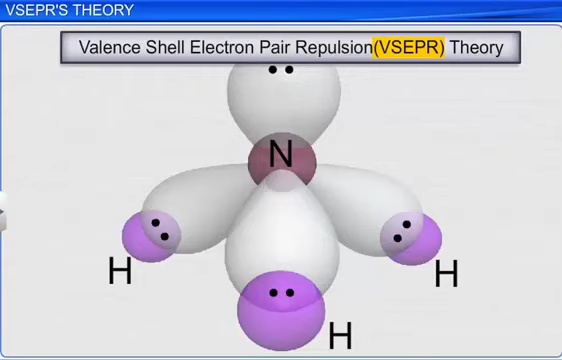 VSEPR'S THEORY
Valence Shell Electron Pair Repulsion(VSEPR) Theory
N
H
H
H